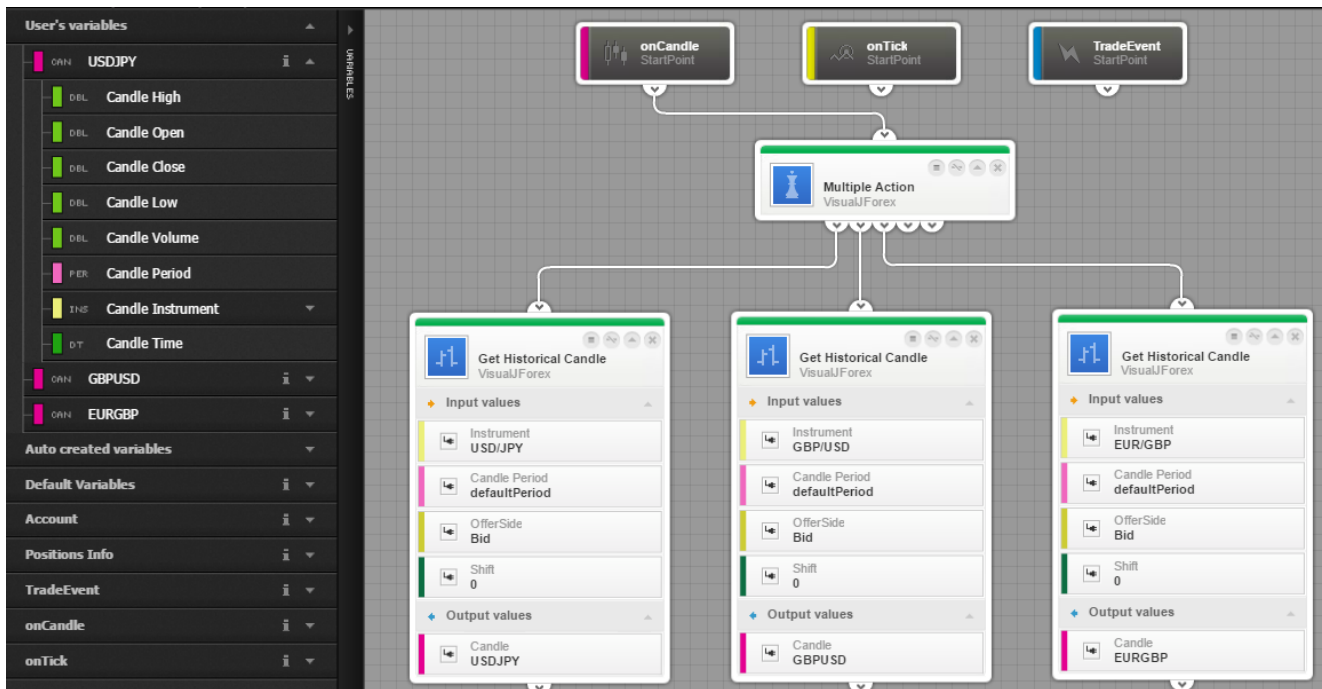 User's variables
CAN USDJPY
DBL Candle High
DBL Candle Open
DBL Candle Close
DBL Candle Low
DBL Candle Volume
PER Candle Period
INS Candle Instrument
DT Candle Time
CAN GBPUSD
CAN EURGBP
Auto created variables
Default Variables
Account
Positions Info
TradeEvent
onCandle
onTick
VARIABLES
onCandle
StartPoint
onTick
StartPoint
TradeEvent
StartPoint
Multiple Action
VisualJForex
Get Historical Candle
VisualJForex
Input values
Instrument
USD/JPY
Candle Period
defaultPeriod
OfferSide
Bid
Shift
0
Output values
Candle
USDJPY
Get Historical Candle
VisualJForex
Input values
Instrument
GBP/USD
Candle Period
defaultPeriod
OfferSide
Bid
Shift
0
Output values
Candle
GBPUSD
Get Historical Candle
VisualJForex
Input values
Instrument
EUR/GBP
Candle Period
defaultPeriod
OfferSide
Bid
Shift
0
Output values
Candle
EURGBP